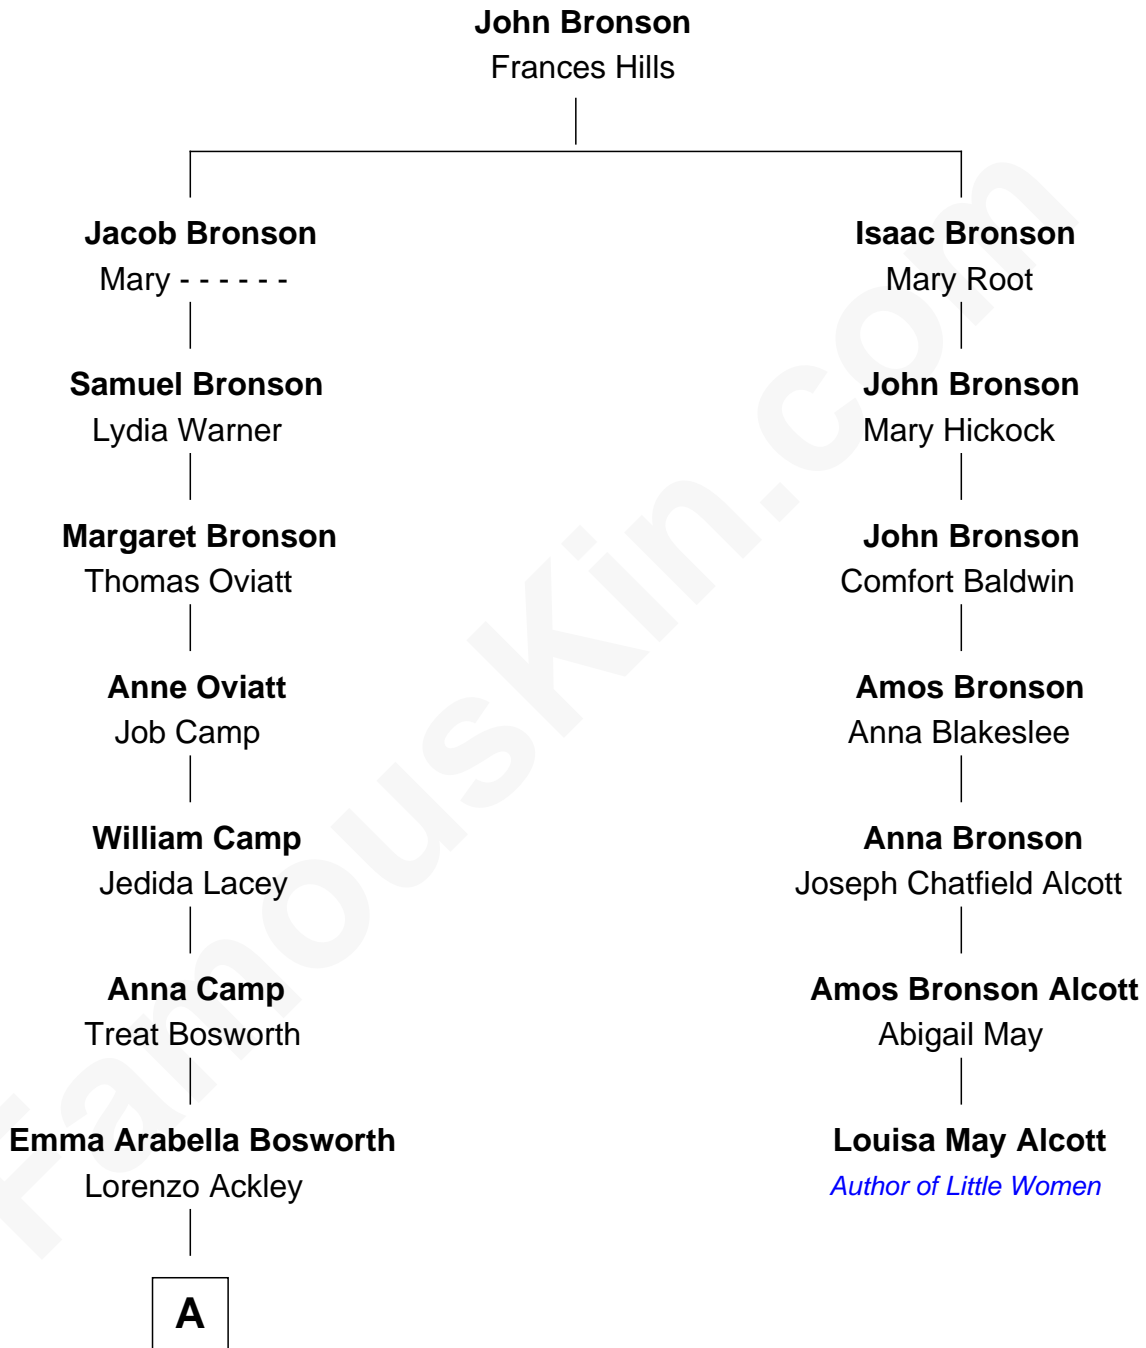 John Bronson
Frances Hills
Jacob Bronson
Mary - - - - - -
Isaac Bronson
Mary Root
Samuel Bronson
Lydia Warner
John Bronson
Mary Hickock
Margaret Bronson
Thomas Oviatt
John Bronson
Comfort Baldwin
Anne Oviatt
Job Camp
Amos Bronson
Anna Blakeslee
William Camp
Jedida Lacey
Anna Bronson
Joseph Chatfield Alcott
Anna Camp
Treat Bosworth
Amos Bronson Alcott
Abigail May
Emma Arabella Bosworth
Lorenzo Ackley
Louisa May Alcott
Author of Little Women
A
FamousKin.com